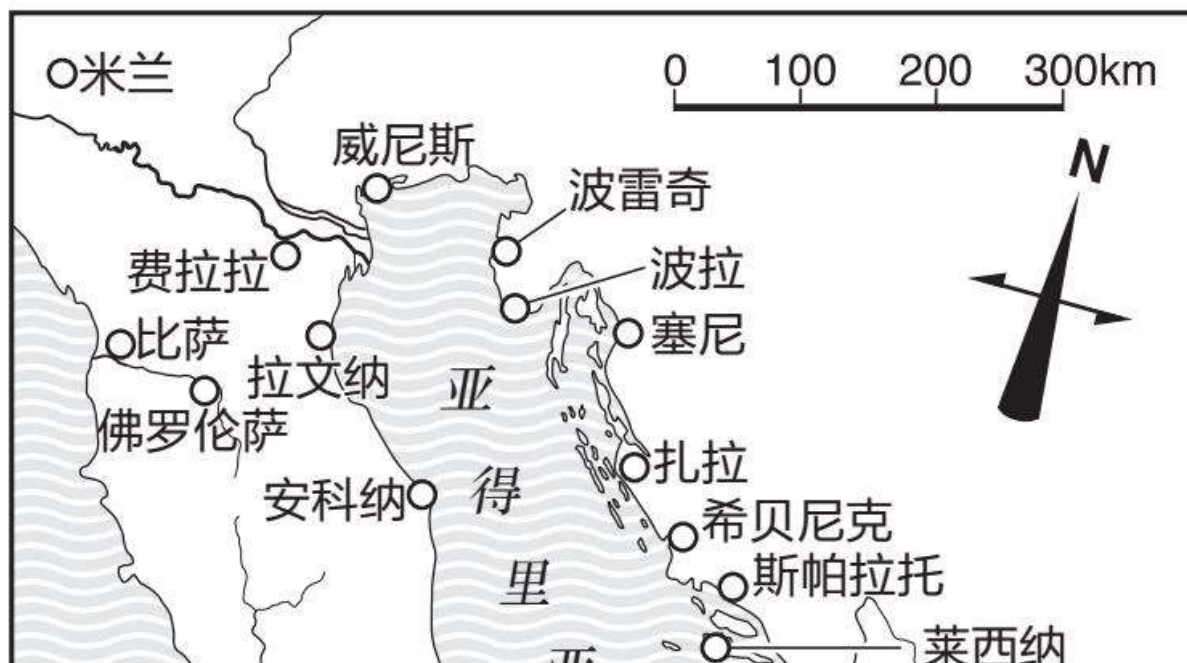 米兰
0 100 200 300km
威尼斯
N
波雷奇
费拉拉
波拉
比萨
塞尼
拉文纳
亚
佛罗伦萨
扎拉
安科纳
得
希贝尼克
里
斯帕拉托
莱西纳
亚